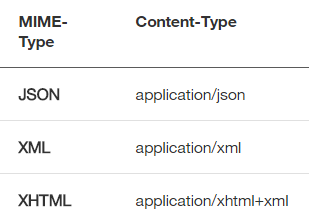 MIME- Content-Type
Type
JSON application/json
XML application/xml
XHTML application/xhtml+xml